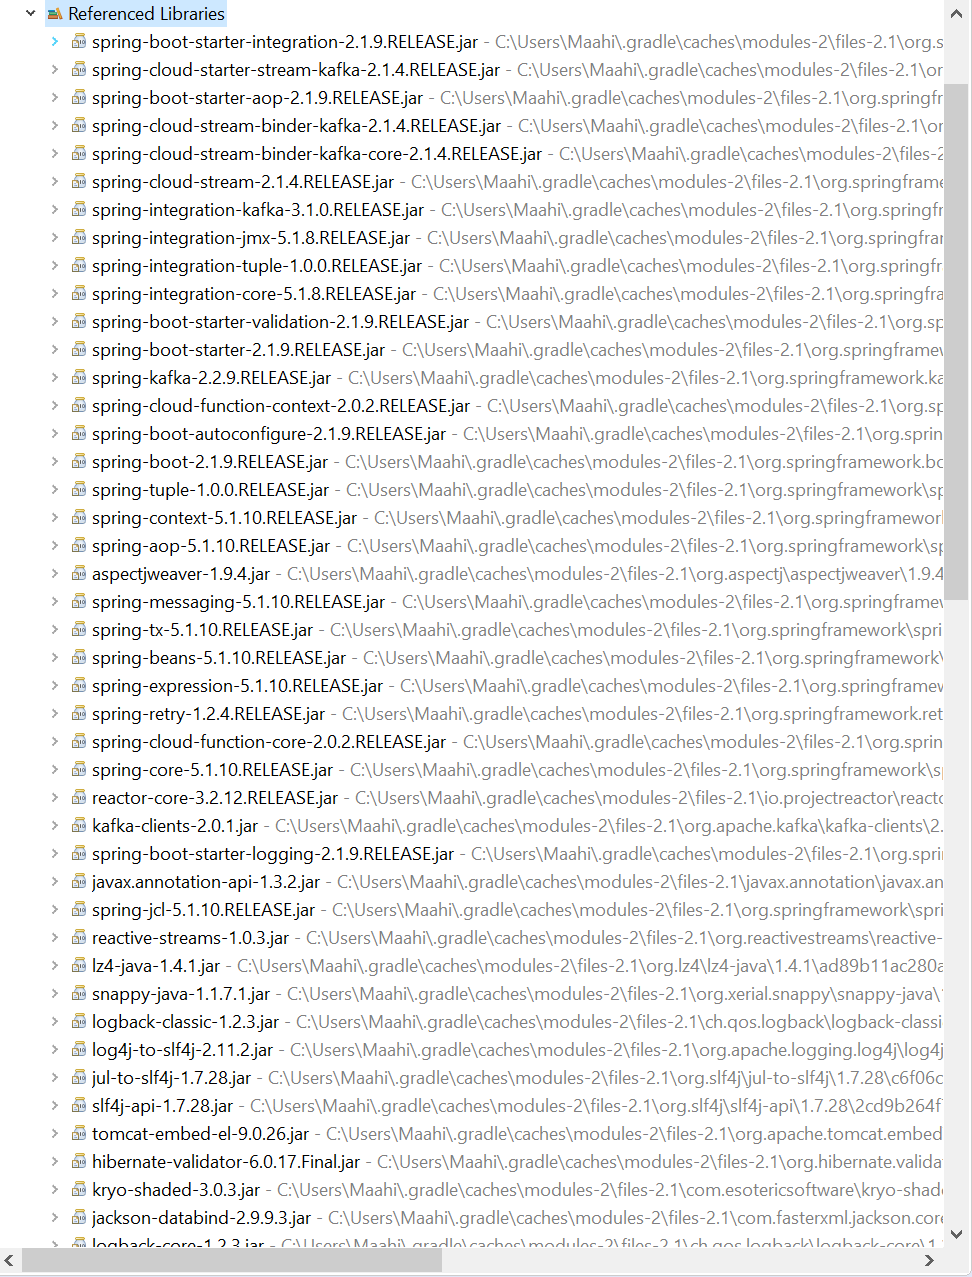 Referenced Libraries
spring-boot-starter-integration-2.1.9.RELEASE.jar - C:\Users\Maahi\.gradle\caches\modules-2\files-2.1\org.s
spring-cloud-starter-stream-kafka-2.1.4.RELEASE.jar - C:\Users\Maahi\.gradle\caches\modules-2\files-2.1\or
spring-boot-starter-aop-2.1.9.RELEASE.jar - C:\Users\Maahi\.gradle\caches\modules-2\files-2.1\org.springfr
spring-cloud-stream-binder-kafka-2.1.4.RELEASE.jar - C:\Users\Maahi\.gradle\caches\modules-2\files-2.1\or
spring-cloud-stream-binder-kafka-core-2.1.4.RELEASE.jar - C:\Users\Maahi\.gradle\caches\modules-2\files-2
spring-cloud-stream-2.1.4.RELEASE.jar - C:\Users\Maahi\.gradle\caches\modules-2\files-2.1\org.springframe
spring-integration-kafka-3.1.0.RELEASE.jar - C:\Users\Maahi\.gradle\caches\modules-2\files-2.1\org.springfr
spring-integration-jmx-5.1.8.RELEASE.jar - C:\Users\Maahi\.gradle\caches\modules-2\files-2.1\org.springfran
spring-integration-tuple-1.0.0.RELEASE.jar - C:\Users\Maahi\.gradle\caches\modules-2\files-2.1\org.springfr
spring-integration-core-5.1.8.RELEASE.jar - C:\Users\Maahi\.gradle\caches\modules-2\files-2.1\org.springfra
spring-boot-starter-validation-2.1.9.RELEASE.jar - C:\Users\Maahi\.gradle\caches\modules-2\files-2.1\org.sp
spring-boot-starter-2.1.9.RELEASE.jar - C:\Users\Maahi\.gradle\caches\modules-2\files-2.1\org.springframew
spring-kafka-2.2.9.RELEASE.jar - C:\Users\Maahi\.gradle\caches\modules-2\files-2.1\org.springframework.ka
spring-cloud-function-context-2.0.2.RELEASE.jar - C:\Users\Maahi\.gradle\caches\modules-2\files-2.1\org.sp
spring-boot-autoconfigure-2.1.9.RELEASE.jar - C:\Users\Maahi\.gradle\caches\modules-2\files-2.1\org.sprin
spring-boot-2.1.9.RELEASE.jar - C:\Users\Maahi\.gradle\caches\modules-2\files-2.1\org.springframework.bo
spring-tuple-1.0.0.RELEASE.jar - C:\Users\Maahi\.gradle\caches\modules-2\files-2.1\org.springframework\sp
spring-context-5.1.10.RELEASE.jar - C:\Users\Maahi\.gradle\caches\modules-2\files-2.1\org.springframework
spring-aop-5.1.10.RELEASE.jar - C:\Users\Maahi\.gradle\caches\modules-2\files-2.1\org.springframework\sp
aspectjweaver-1.9.4.jar - C:\Users\Maahi\.gradle\caches\modules-2\files-2.1\org.aspectj\aspectjweaver\1.9.4
spring-messaging-5.1.10.RELEASE.jar - C:\Users\Maahi\.gradle\caches\modules-2\files-2.1\org.springframew
spring-tx-5.1.10.RELEASE.jar - C:\Users\Maahi\.gradle\caches\modules-2\files-2.1\org.springframework\spri
spring-beans-5.1.10.RELEASE.jar - C:\Users\Maahi\.gradle\caches\modules-2\files-2.1\org.springframework\
spring-expression-5.1.10.RELEASE.jar - C:\Users\Maahi\.gradle\caches\modules-2\files-2.1\org.springframew
spring-retry-1.2.4.RELEASE.jar - C:\Users\Maahi\.gradle\caches\modules-2\files-2.1\org.springframework.ret
spring-cloud-function-core-2.0.2.RELEASE.jar - C:\Users\Maahi\.gradle\caches\modules-2\files-2.1\org.sprin
spring-core-5.1.10.RELEASE.jar - C:\Users\Maahi\.gradle\caches\modules-2\files-2.1\org.springframework\s
reactor-core-3.2.12.RELEASE.jar - C:\Users\Maahi\.gradle\caches\modules-2\files-2.1\io.projectreactor\reacto
kafka-clients-2.0.1.jar - C:\Users\Maahi\.gradle\caches\modules-2\files-2.1\org.apache.kafka\kafka-clients\2.
spring-boot-starter-logging-2.1.9.RELEASE.jar - C:\Users\Maahi\.gradle\caches\modules-2\files-2.1\org.spri
javax.annotation-api-1.3.2.jar - C:\Users\Maahi\.gradle\caches\modules-2\files-2.1\javax.annotation\javax.an
spring-jcl-5.1.10.RELEASE.jar - C:\Users\Maahi\.gradle\caches\modules-2\files-2.1\org.springframework\spri
reactive-streams-1.0.3.jar - C:\Users\Maahi\.gradle\caches\modules-2\files-2.1\org.reactivestreams\reactive-
lz4-java-1.4.1.jar - C:\Users\Maahi\.gradle\caches\modules-2\files-2.1\org.lz4\lz4-java\1.4.1\ad89b11ac280a
snappy-java-1.1.7.1.jar - C:\Users\Maahi\.gradle\caches\modules-2\files-2.1\org.xerial.snappy\snappy-java\1
logback-classic-1.2.3.jar - C:\Users\Maahi\.gradle\caches\modules-2\files-2.1\ch.qos.logback\logback-classi
log4j-to-slf4j-2.11.2.jar - C:\Users\Maahi\.gradle\caches\modules-2\files-2.1\org.apache.logging.log4j\log4j
jul-to-slf4j-1.7.28.jar - C:\Users\Maahi\.gradle\caches\modules-2\files-2.1\org.slf4j\jul-to-slf4j\1.7.28\c6f06c
slf4j-api-1.7.28.jar - C:\Users\Maahi\.gradle\caches\modules-2\files-2.1\org.slf4j\slf4j-api\1.7.28\2cd9b264f
tomcat-embed-el-9.0.26.jar - C:\Users\Maahi\.gradle\caches\modules-2\files-2.1\org.apache.tomcat.embed
hibernate-validator-6.0.17.Final.jar - C:\Users\Maahi\.gradle\caches\modules-2\files-2.1\org.hibernate.valida
kryo-shaded-3.0.3.jar - C:\Users\Maahi\.gradle\caches\modules-2\files-2.1\com.esotericsoftware\kryo-shad
jackson-databind-2.9.9.3.jar - C:\Users\Maahi\.gradle\caches\modules-2\files-2.1\com.fasterxml.jackson.core
logback-core-1.2.3.jar - C:\Users\Maahi\.gradle\caches\modules-2\files-2.1\ch.qos.logback\logback-core\1.